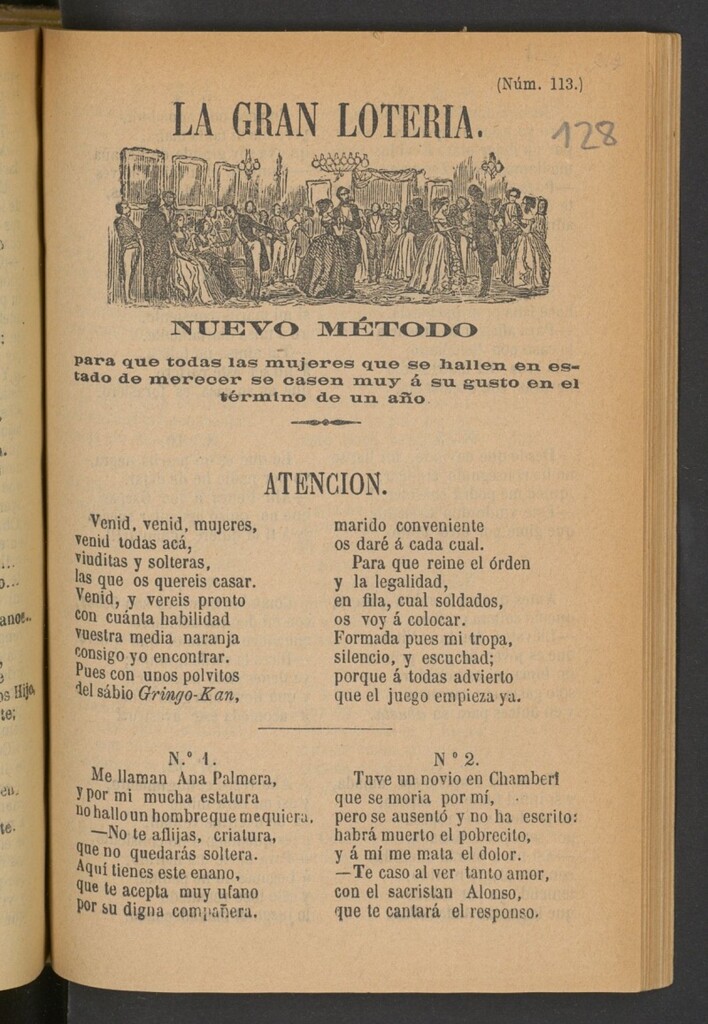 (Núm. 113.)
128
LA GRAN LOTERIA.
NUEVO MÉTODO
para que todas las mujeres que se hallen en es-
tado de merecer se casen muy á su gusto en el
término de un año
ATENCION.
Venid, venid, mujeres,
venid todas acá,
viuditas y solteras,
las que os quereis casar.
Venid, y vereis pronto
con cuánta habilidad
vuestra media naranja
consigo yo encontrar.
Pues con unos polvitos
del sábio Gringo-Kan,
marido conveniente
os daré á cada cual.
Para que reine el órden
y la legalidad,
en fila, cual soldados,
os voy á colocar.
Formada pues mi tropa,
silencio, y escuchad;
porque á todas advierto
que el juego empieza ya.
N.º 1.
Me llaman Ana Palmera,
y por mi mucha estatura
no hallo un hombre que me quiera.
—No te aflijas, criatura,
que no quedarás soltera.
Aquí tienes este enano,
que te acepta muy ufano
por su digna compañera.
N º 2.
Tuve un novio en Chamberí
que se moria por mí,
pero se ausentó y no ha escrito:
habrá muerto el pobrecito,
y á mí me mata el dolor.
—Te caso al ver tanto amor,
con el sacristan Alonso,
que te cantará el responso.